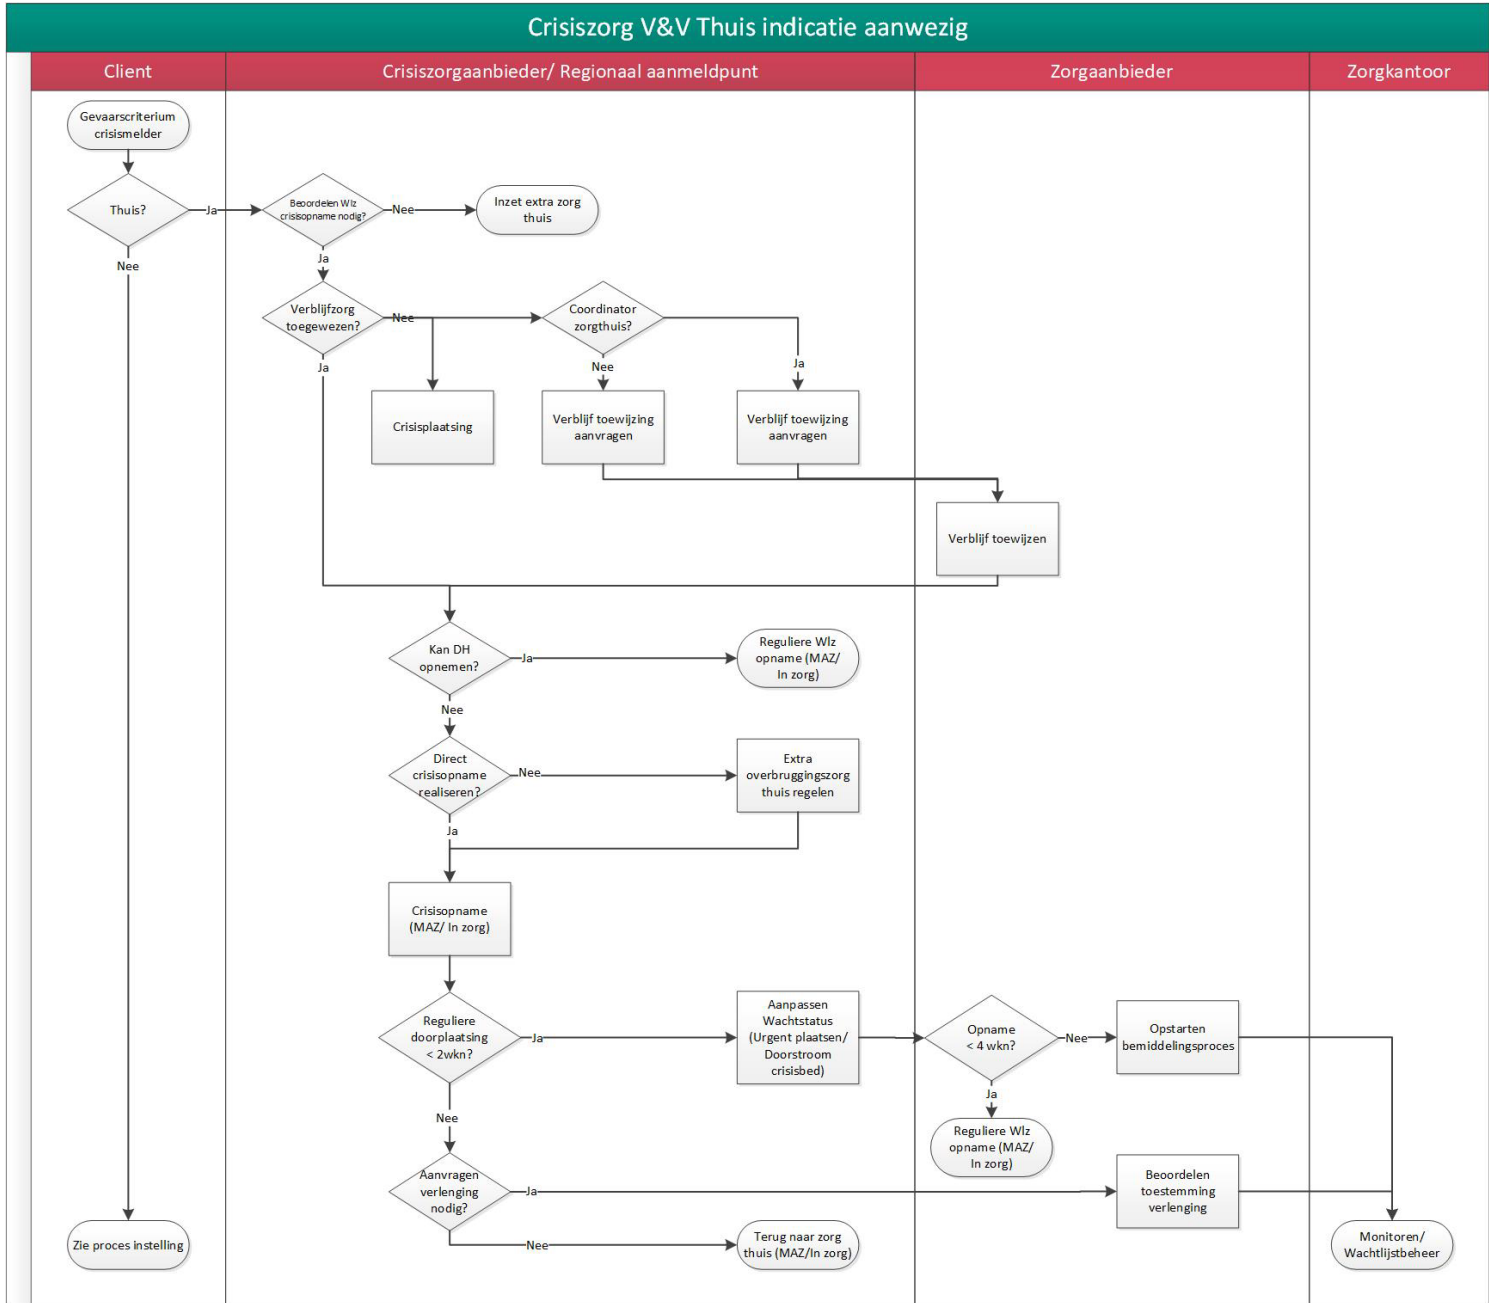 Crisiszorg V&V Thuis indicatie aanwezig
Client
Crisiszorgaanbieder/ Regionaal aanmeldpunt
Zorgaanbieder
Zorgkantoor
Gevaarscriterium
crisismelder
Thuis?
Ja
Beoordelen Wlz
crisisopname nodig?
Nee
Inzet extra zorg
thuis
Nee
Ja
Verblijfzorg
toegewezen?
Nee
Coordinator
zorgthuis?
Ja
Nee
Ja
Crisisplaatsing
Verblijf toewijzing
aanvragen
Verblijf toewijzing
aanvragen
Verblijf toewijzen
Kan DH
opnemen?
Ja
Reguliere Wlz
opname (MAZ/
In zorg)
Nee
Direct
crisisopname
realiseren?
Nee
Extra
overbruggingszorg
thuis regelen
Ja
Crisisopname
(MAZ/ In zorg)
Reguliere
doorplaatsing
< 2wkn?
Ja
Aanpassen
Wachtstatus
(Urgent plaatsen/
Doorstroom
crisisbed)
Opname
< 4 wkn?
Nee
Opstarten
bemiddelingsproces
Ja
Nee
Reguliere Wlz
opname (MAZ/
In zorg)
Aanvragen
verlenging
nodig?
Ja
Beoordelen
toestemming
verlenging
Zie proces instelling
Nee
Terug naar zorg
thuis (MAZ/In zorg)
Monitoren/
Wachtlijstbeheer